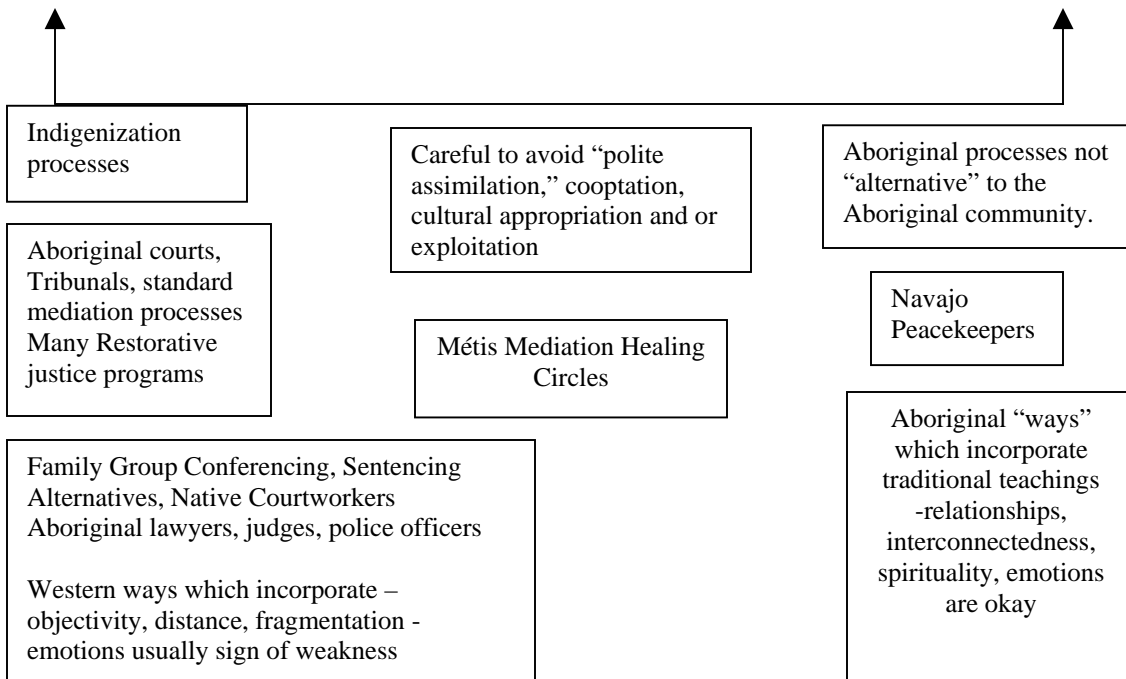 Indigenization
processes
Aboriginal courts,
Tribunals, standard
mediation processes
Many Restorative
justice programs
Family Group Conferencing, Sentencing
Alternatives, Native Courtworkers
Aboriginal lawyers, judges, police officers
Western ways which incorporate –
objectivity, distance, fragmentation -
emotions usually sign of weakness
Careful to avoid “polite
assimilation,” cooptation,
cultural appropriation and or
exploitation
Métis Mediation Healing
Circles
Aboriginal processes not
“alternative” to the
Aboriginal community.
Navajo
Peacekeepers
Aboriginal “ways”
which incorporate
traditional teachings
-relationships,
interconnectedness,
spirituality, emotions
are okay